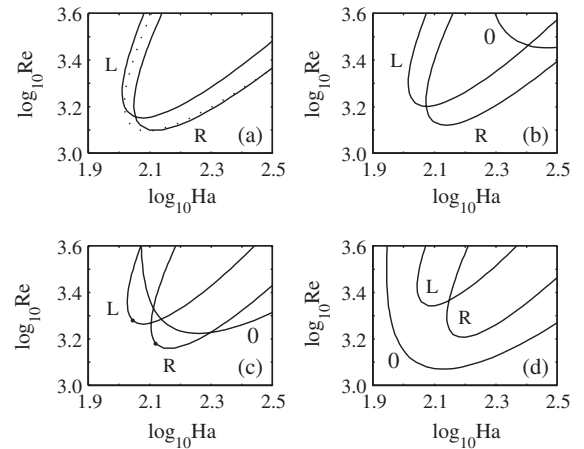 3.6
3.4
3.2
3.0
log10Re
L
R
(a)
1.9 2.1 2.3 2.5
log10Ha
3.6
3.4
3.2
3.0
log10Re
L
R
0
(b)
1.9 2.1 2.3 2.5
log10Ha
3.6
3.4
3.2
3.0
log10Re
L
R
0
(c)
1.9 2.1 2.3 2.5
log10Ha
3.6
3.4
3.2
3.0
log10Re
L
R
0
(d)
1.9 2.1 2.3 2.5
log10Ha